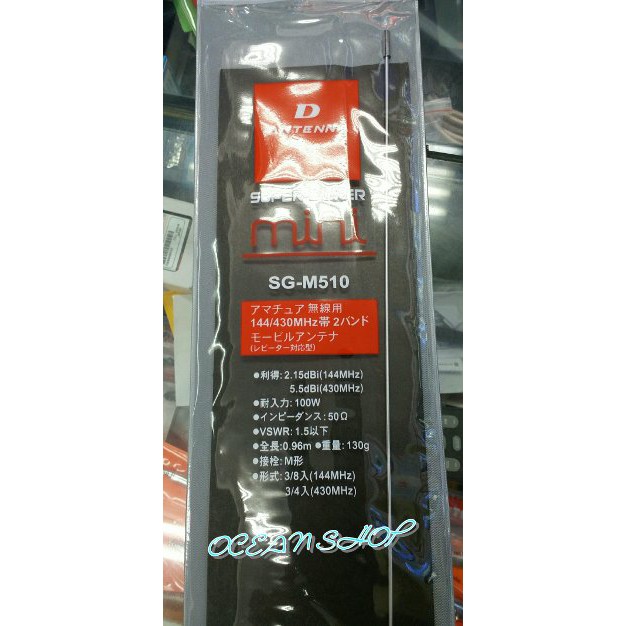 D
ANTENNA
SUPER GAINER
mini
SG-M510
アマチュア 無線用
144/430MHz帯 2バンド
モービルアンテナ
(レピーター対応型)
●利得: 2.15dBi(144MHz)
5.5dBi(430MHz)
●耐入力: 100W
●インピーダンス: 50Ω
●VSWR: 1.5以下
●全長: 0.96m ●重量: 130g
●接栓: M形
●形式: 3/8λ(144MHz)
3/4λ(430MHz)
OCEAN SHOP